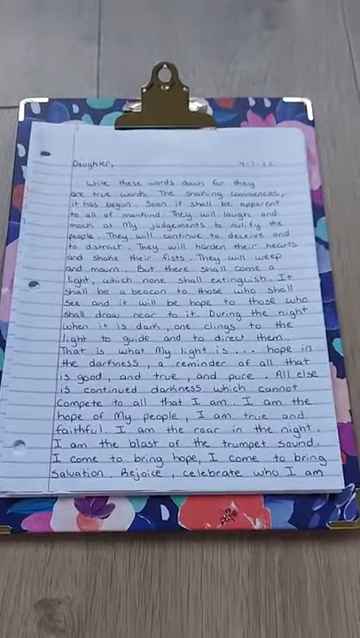 Daughter,
Write these words down for they
are true words. The shaking commences,
it has begun. Soon it shall be apparent
to all of mankind. They will laugh and
mock at My judgements to nullify the
people. They will continue to deceive and
to distract. They will harden their hearts
and shake their fists. They will weep
and mourn. But there shall come a
light, which none shall extinguish. It
shall be a beacon to those who shall
see and it will be hope to those who
shall draw near to it. During the night
when it is dark, one clings to the
light to guide and to direct them.
That is what My light is... hope in
the darkness, a reminder of all that
is good, and true, and pure. All else
is continued darkness which cannot
compete to all that I am. I am the
hope of My people, I am true and
faithful. I am the roar in the night.
I am the blast of the trumpet sound.
I come to bring hope, I come to bring
salvation. Rejoice, celebrate who I am